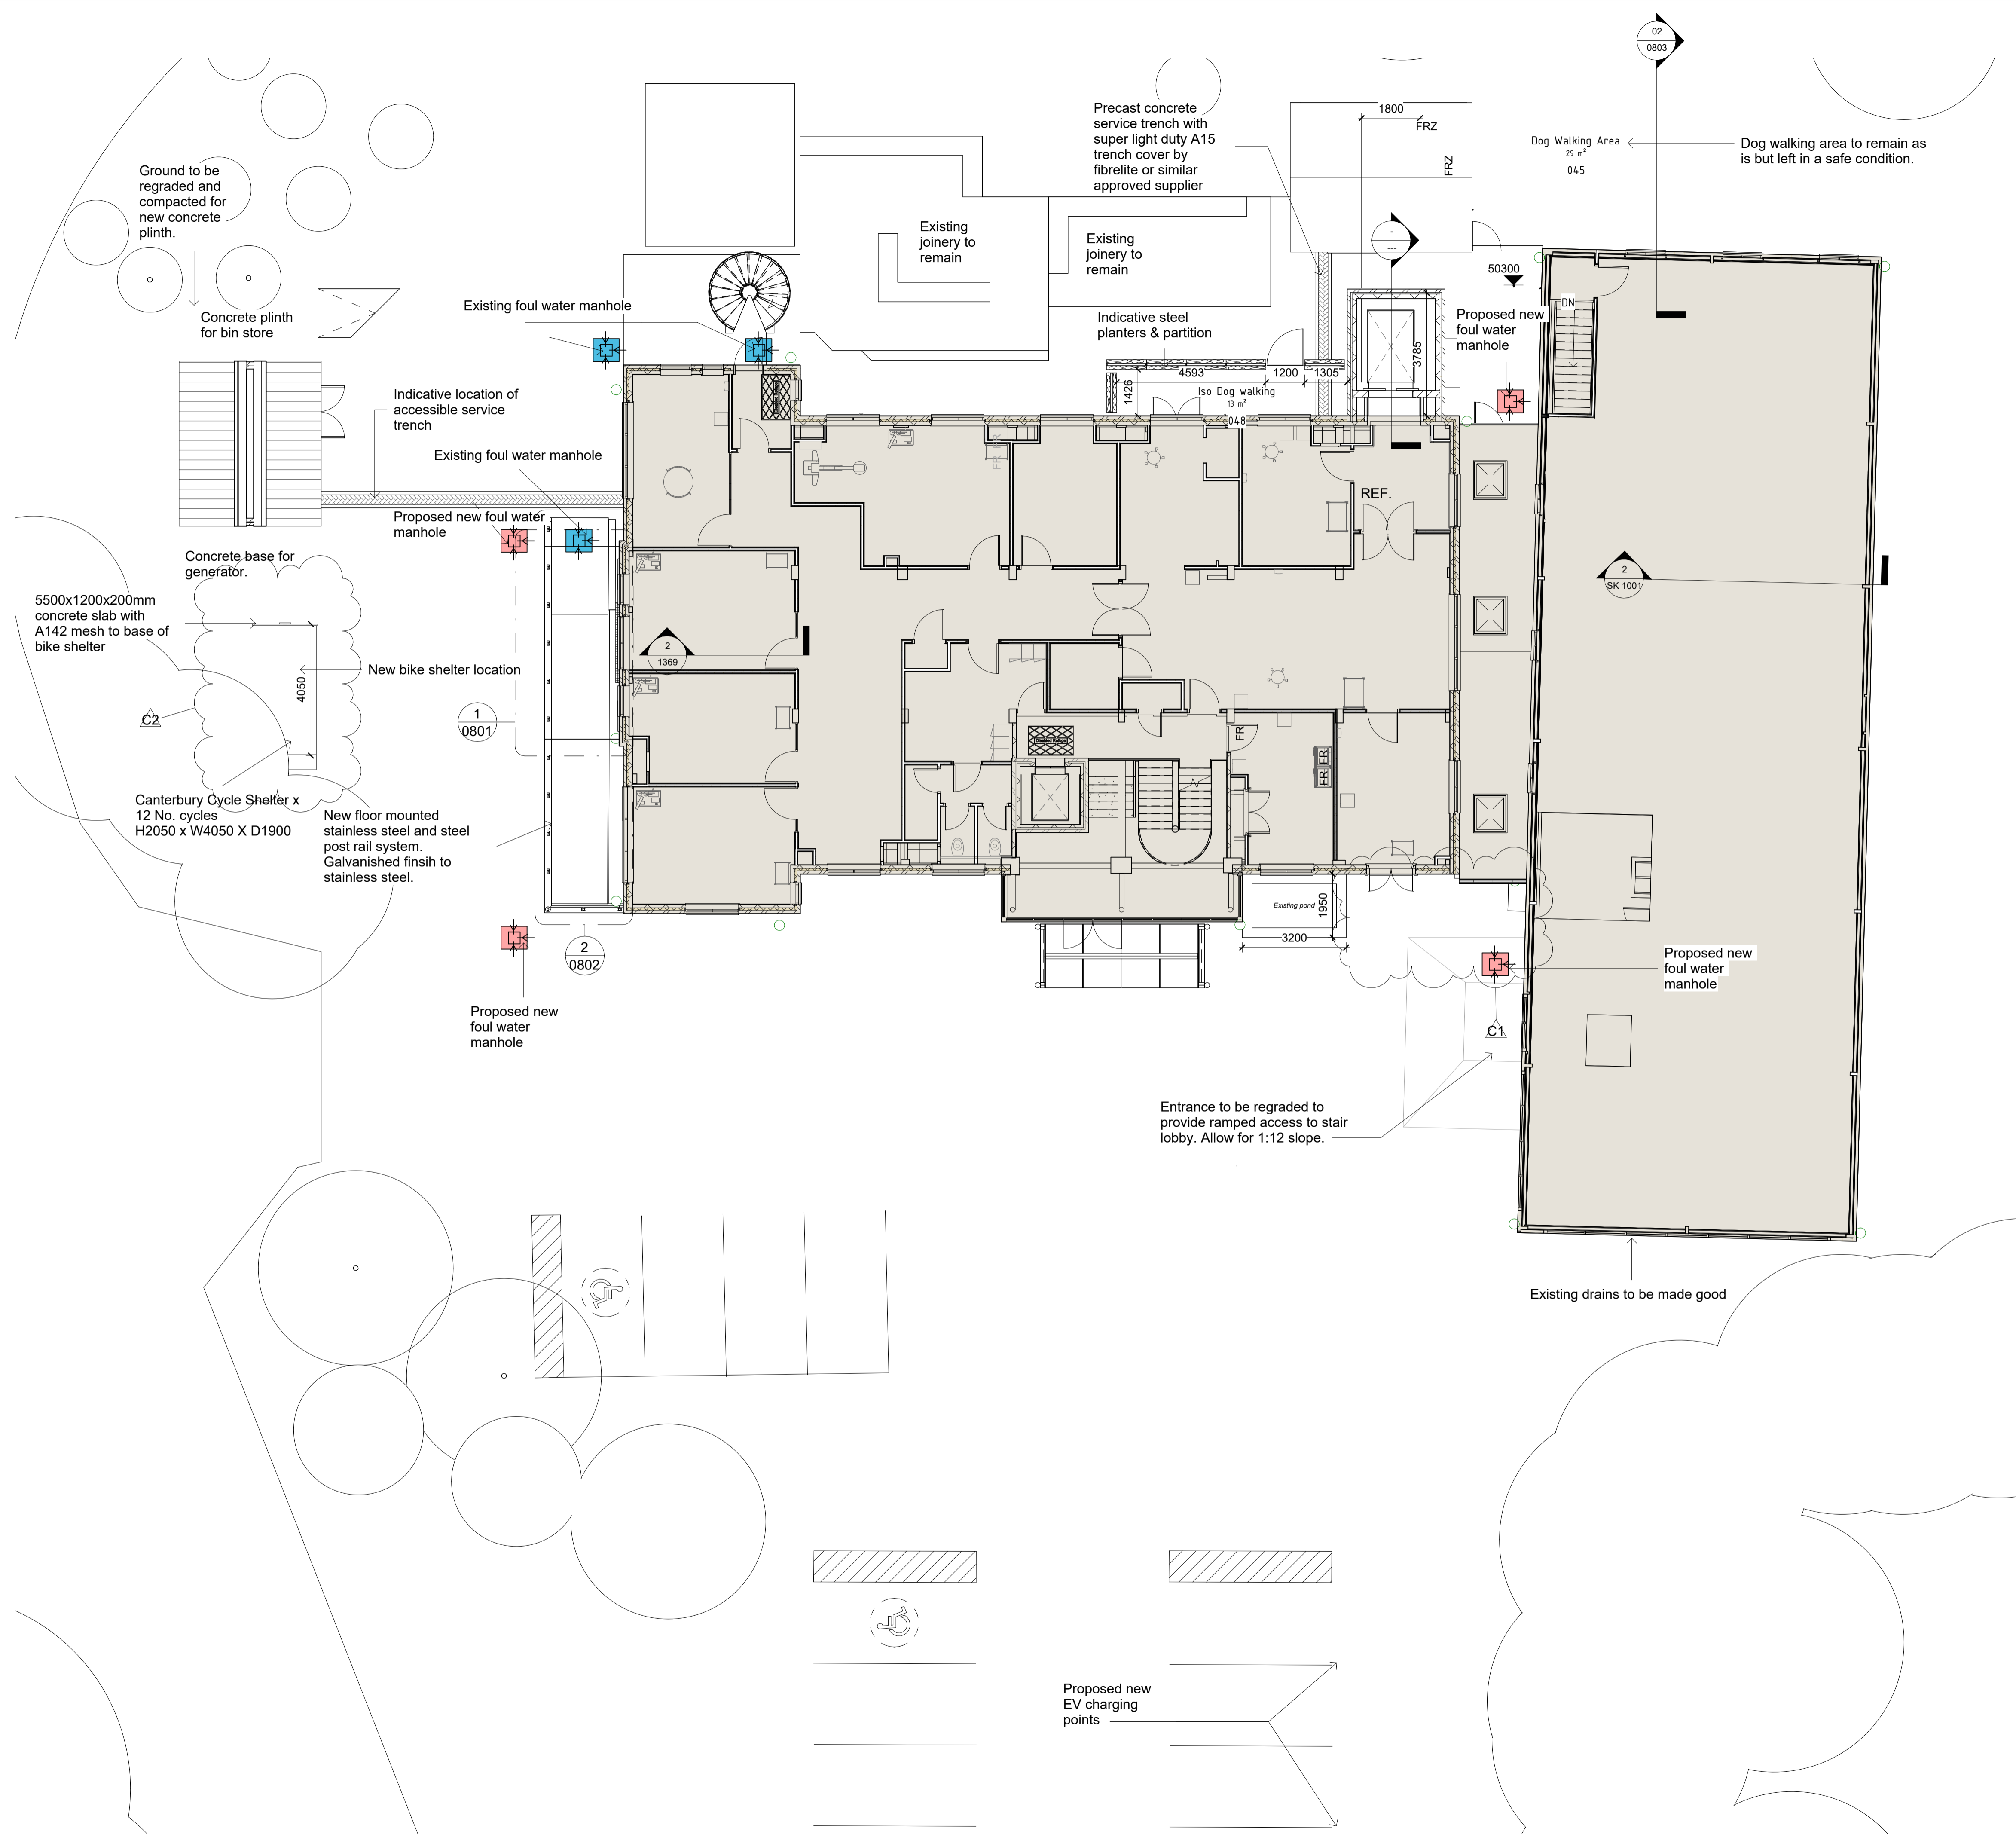 02
0803
Precast concrete
service trench with
super light duty A15
trench cover by
fibrelite or similar
approved supplier
1800
FRZ
FRZ
Dog Walking Area
29 m²
045
Dog walking area to remain as
is but left in a safe condition.
Ground to be
regraded and
compacted for
new concrete
plinth.
Existing
joinery to
remain
Existing
joinery to
remain
-
---
50300
Concrete plinth
for bin store
Existing foul water manhole
Indicative steel
planters & partition
Proposed new
foul water
manhole
DN
3785
4593
1200
1305
1426
Iso Dog walking
13 m²
048
Indicative location of
accessible service
trench
Existing foul water manhole
REF.
Proposed new foul water
manhole
Concrete base for
generator.
2
SK 1001
5500x1200x200mm
concrete slab with
A142 mesh to base of
bike shelter
New bike shelter location
4050
C2
2
1369
1
0801
FR
FR
FR
FR
FR
Canterbury Cycle Shelter x
12 No. cycles
H2050 x W4050 X D1900
New floor mounted
stainless steel and steel
post rail system.
Galvanished finsih to
stainless steel.
Existing pond
1950
3200
2
0802
Proposed new
foul water
manhole
Proposed new
foul water
manhole
C1
Entrance to be regraded to
provide ramped access to stair
lobby. Allow for 1:12 slope.
Existing drains to be made good
Proposed new
EV charging
points